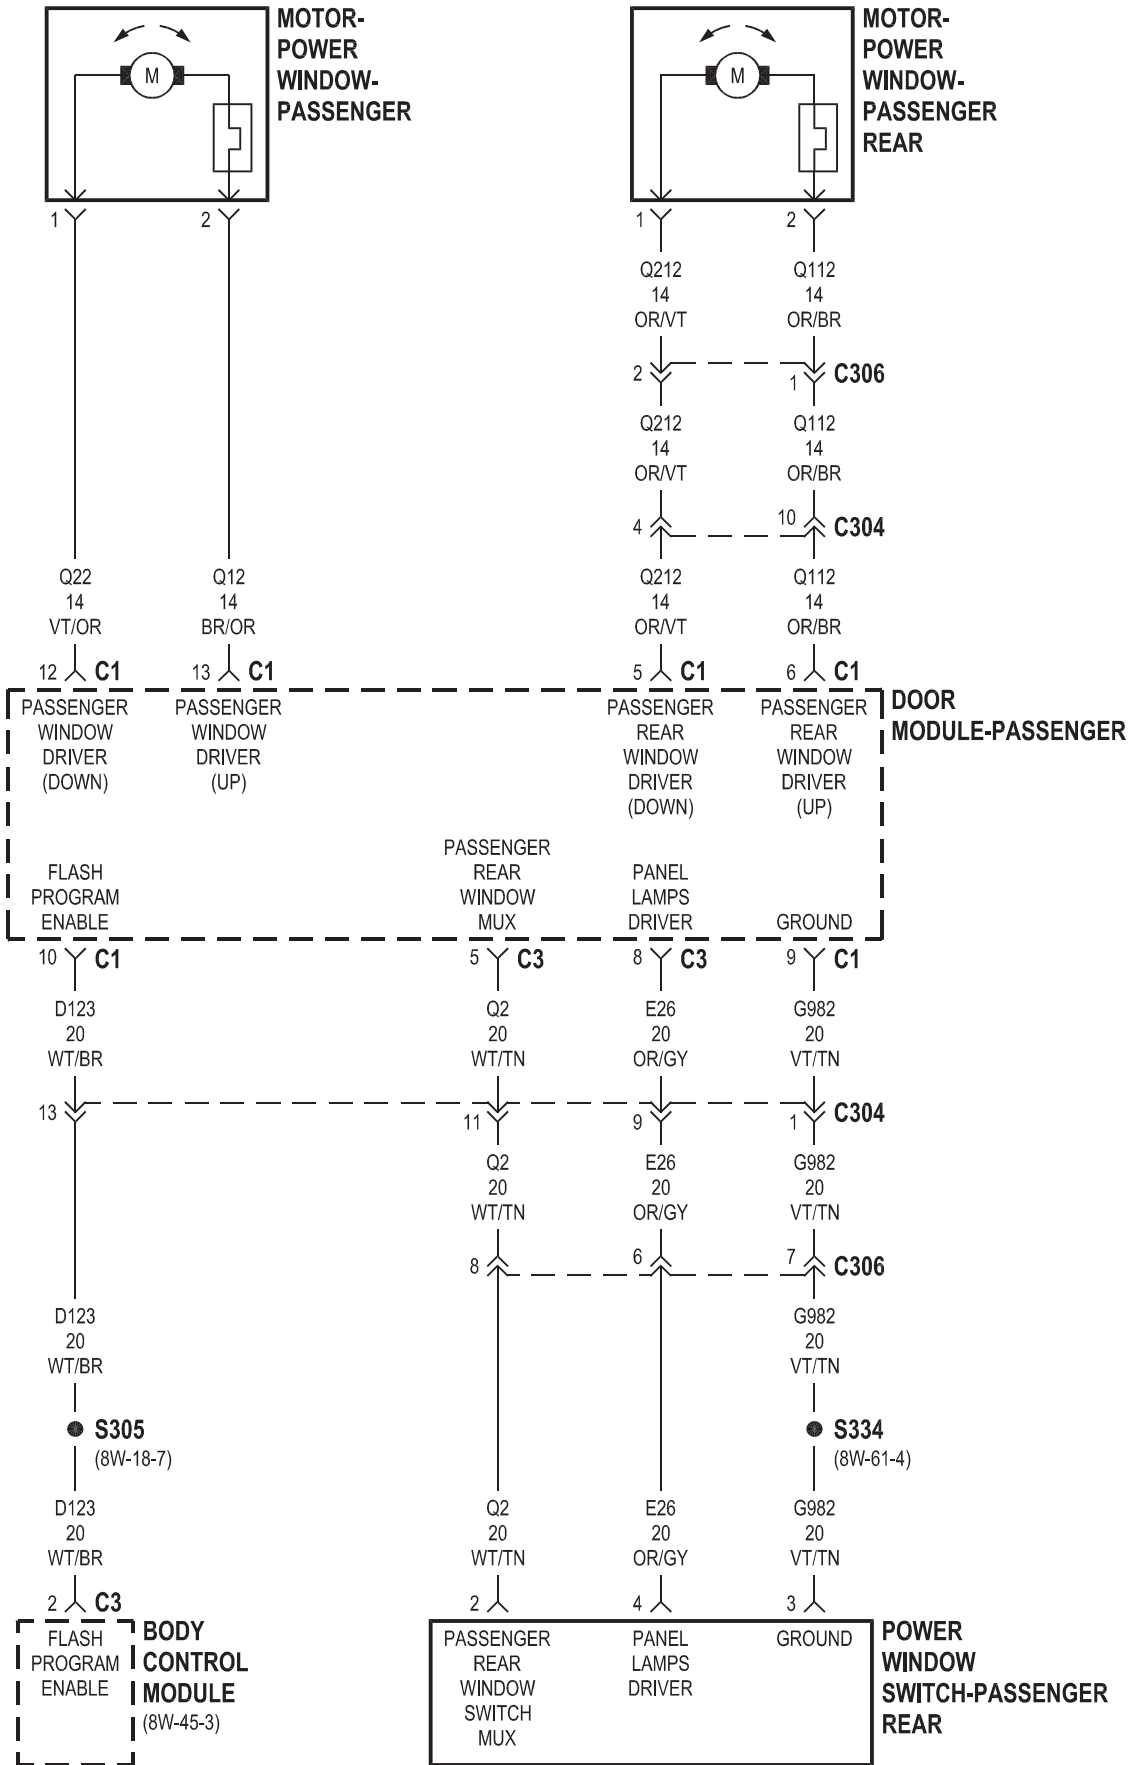 MOTOR-
POWER
WINDOW-
PASSENGER
MOTOR-
POWER
WINDOW-
PASSENGER
REAR
M
M
1
2
1
2
Q212
14
OR/VT
Q112
14
OR/BR
2
1
C306
Q212
14
OR/VT
Q112
14
OR/BR
4
10
C304
Q22
14
VT/OR
Q12
14
BR/OR
Q212
14
OR/VT
Q112
14
OR/BR
12
C1
13
C1
5
C1
6
C1
DOOR
MODULE-PASSENGER
PASSENGER
WINDOW
DRIVER
(DOWN)
PASSENGER
WINDOW
DRIVER
(UP)
PASSENGER
REAR
WINDOW
DRIVER
(DOWN)
PASSENGER
REAR
WINDOW
DRIVER
(UP)
FLASH
PROGRAM
ENABLE
PASSENGER
REAR
WINDOW
MUX
PANEL
LAMPS
DRIVER
GROUND
10
C1
5
C3
8
C3
9
C1
D123
20
WT/BR
Q2
20
WT/TN
E26
20
OR/GY
G982
20
VT/TN
13
11
9
1
C304
Q2
20
WT/TN
E26
20
OR/GY
G982
20
VT/TN
8
6
7
C306
D123
20
WT/BR
G982
20
VT/TN
S305
(8W-18-7)
S334
(8W-61-4)
D123
20
WT/BR
Q2
20
WT/TN
E26
20
OR/GY
G982
20
VT/TN
2
C3
2
4
3
FLASH
PROGRAM
ENABLE
BODY
CONTROL
MODULE
(8W-45-3)
PASSENGER
REAR
WINDOW
SWITCH
MUX
PANEL
LAMPS
DRIVER
GROUND
POWER
WINDOW
SWITCH-PASSENGER
REAR